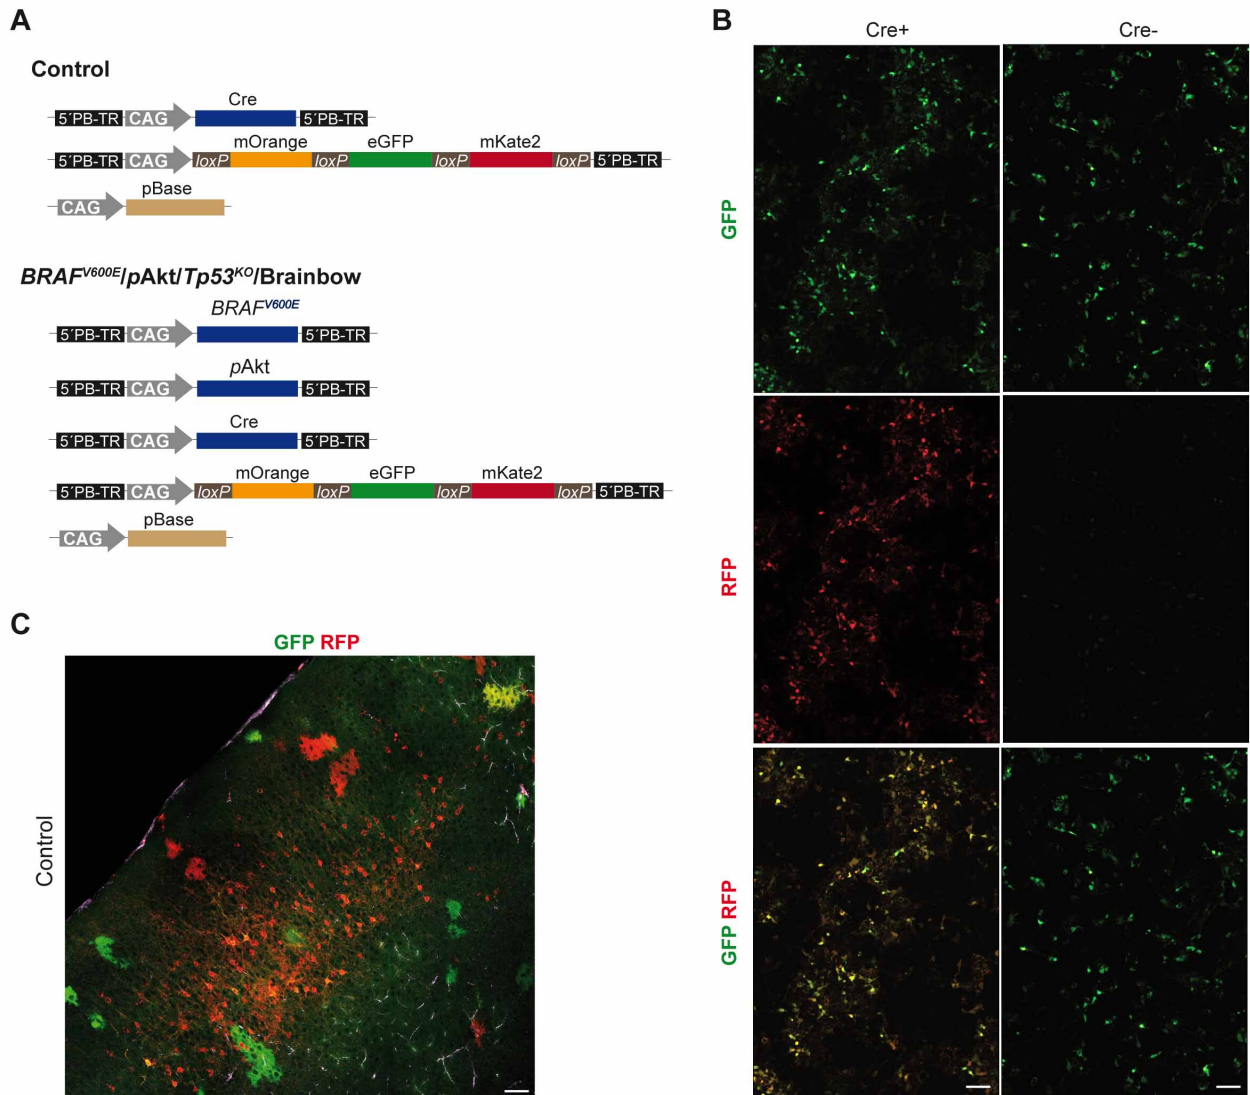 A
Control
Cre
5´PB-TR CAG 5´PB-TR
mOrange eGFP mKate2
5´PB-TR CAG loxP loxP loxP loxP 5´PB-TR
pBase
CAG
BRAFV600E/pAkt/Tp53KO/Brainbow
BRAFV600E
5´PB-TR CAG 5´PB-TR
pAkt
5´PB-TR CAG 5´PB-TR
Cre
5´PB-TR CAG 5´PB-TR
mOrange eGFP mKate2
5´PB-TR CAG loxP loxP loxP loxP 5´PB-TR
pBase
CAG
B
Cre+ Cre-
GFP
RFP
GFP RFP
C
GFP RFP
Control